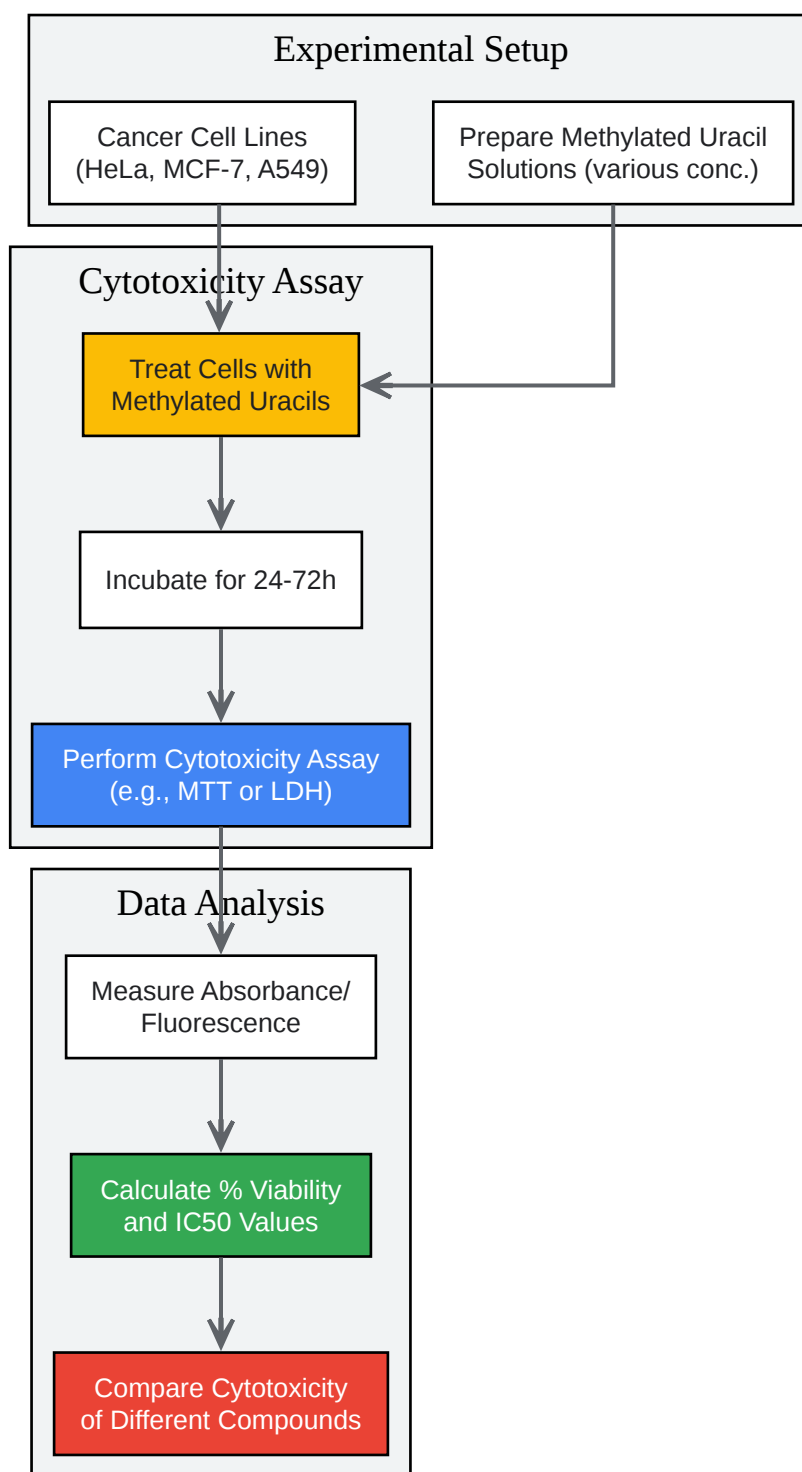 Experimental Setup
Cancer Cell Lines
(HeLa, MCF-7, A549)
Prepare Methylated Uracil
Solutions (various conc.)
Cytotoxicity Assay
Treat Cells with
Methylated Uracils
Incubate for 24-72h
Perform Cytotoxicity Assay
(e.g., MTT or LDH)
Data Analysis
Measure Absorbance/
Fluorescence
Calculate % Viability
and IC50 Values
Compare Cytotoxicity
of Different Compounds